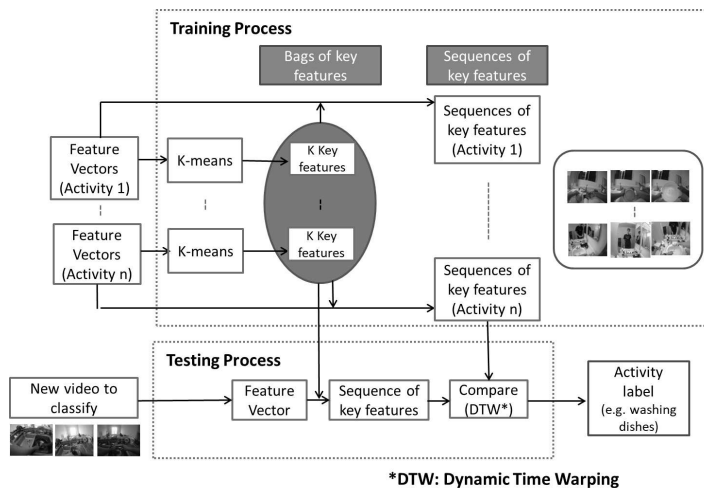 Training Process
Bags of key
features
Sequences of
key features
Feature
Vectors
(Activity 1)
K-means
K Key
features
Sequences of
key features
(Activity 1)
Feature
Vectors
(Activity n)
K-means
K Key
features
Sequences of
key features
(Activity n)
Testing Process
New video to
classify
Feature
Vector
Sequence of
key features
Compare
(DTW*)
Activity
label
(e.g. washing
dishes)
*DTW: Dynamic Time Warping